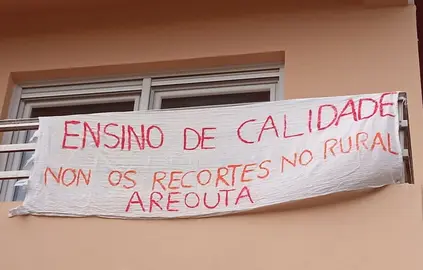 ENSINO DE CALIDADE
NON OS RECORTES NO RURAL
AREOUTA